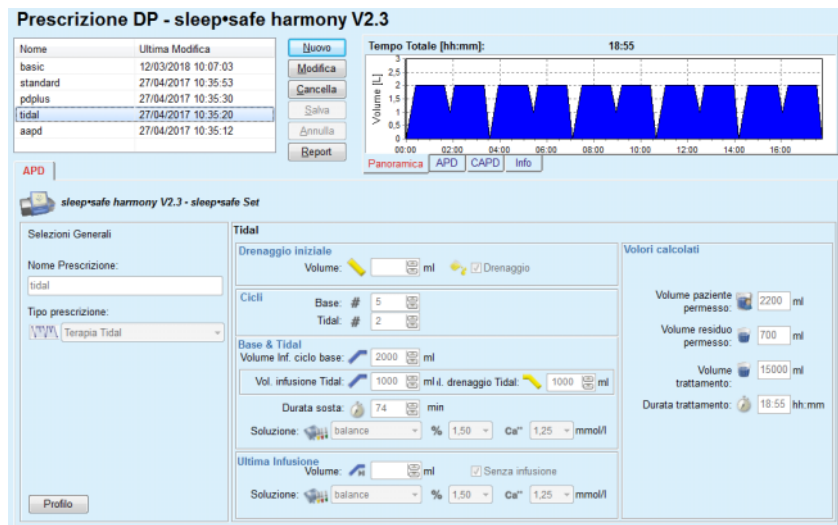 Prescrizione DP - sleep•safe harmony V2.3
Nome Ultima Modifica
basic 12/03/2018 10:07:03
standard 27/04/2017 10:35:53
pdplus 27/04/2017 10:35:30
tidal 27/04/2017 10:35:20
aapd 27/04/2017 10:35:12
Nuovo
Modifica
Cancella
Salva
Annulla
Report
Tempo Totale [hh:mm]: 18:55
Volume [L]
3
2,5
2
1,5
1
0,5
0
00:00 02:00 04:00 06:00 08:00 10:00 12:00 14:00 16:00
Panoramica APD CAPD Info
APD
sleep•safe harmony V2.3 - sleep•safe Set
Selezioni Generali
Nome Prescrizione:
tidal
Tipo prescrizione:
Terapia Tidal
Profilo
Tidal
Drenaggio iniziale
Volume: ml Drenaggio
Cicli
Base: # 5
Tidal: # 2
Base & Tidal
Volume Inf. ciclo base: 2000 ml
Vol. infusione Tidal: 1000 ml il. drenaggio Tidal: 1000 ml
Durata sosta: 74 min
Soluzione: balance % 1,50 Ca'' 1,25 mmol/l
Ultima Infusione
Volume: ml Senza infusione
Soluzione: balance % 1,50 Ca'' 1,25 mmol/l
Volori calcolati
Volume paziente permesso: 2200 ml
Volume residuo permesso: 700 ml
Volume trattamento: 15000 ml
Durata trattamento: 18:55 hh:mm